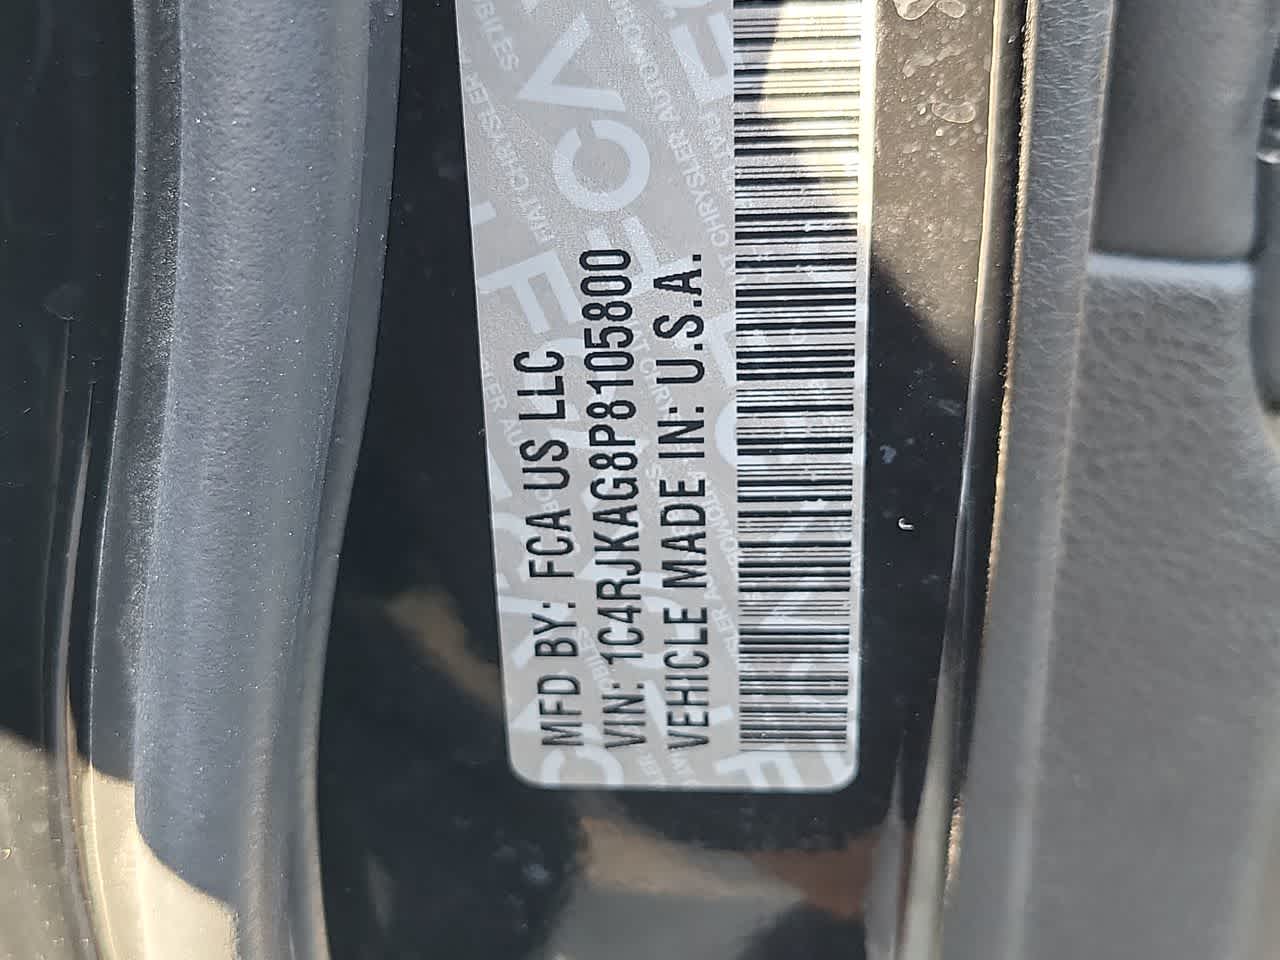 MFD BY: FCA US LLC
VIN: 1C4RJKAG8P8105800
VEHICLE MADE IN: U.S.A.